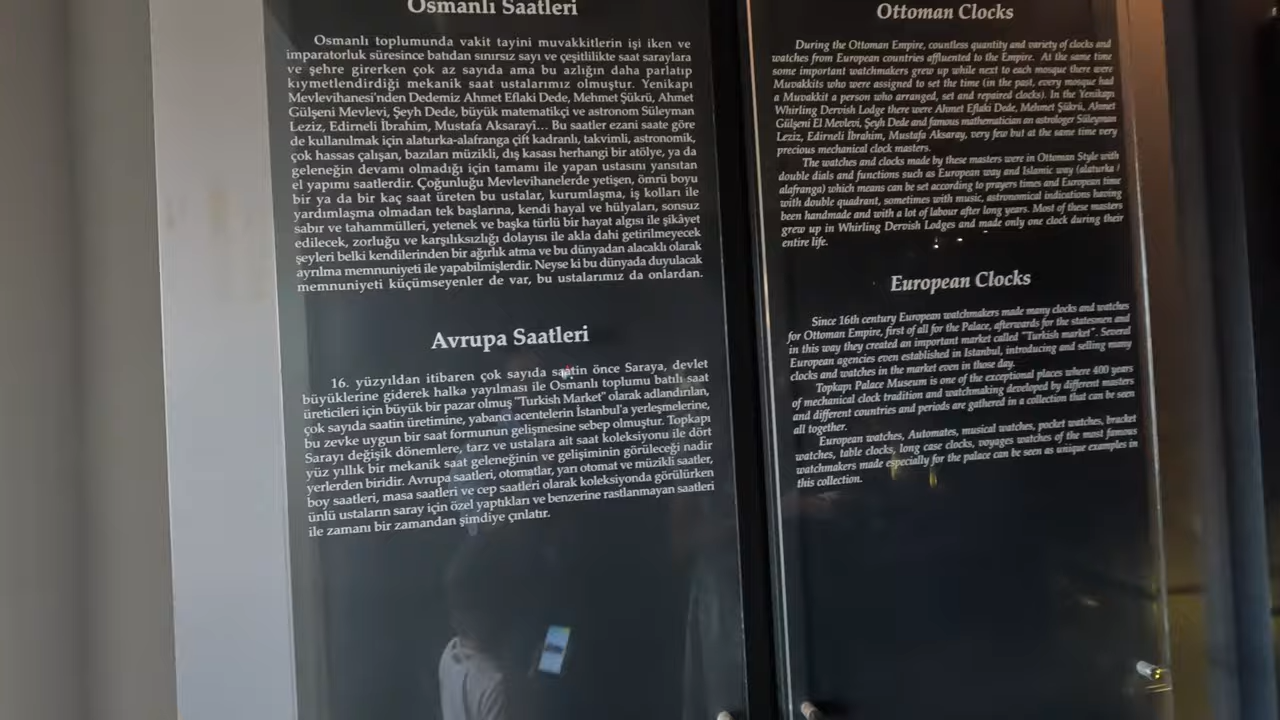 Osmanlı Saatleri
Osmanlı toplumunda vakit tayini muvakkitlerin işi iken ve
imparatorluk süresince batıdan sınırsız sayı ve çeşitlilikte saat saraylara
ve şehre girerken çok az sayıda ama bu azlığın daha parlatıp
kıymetlendirdiği mekanik saat ustalarımız olmuştur. Yenikapı
Mevlevihanesi'nden Dedemiz Ahmet Eflaki Dede, Mehmet Şükrü, Ahmet
Gülşeni Mevlevi, Şeyh Dede, büyük matematikçi ve astronom Süleyman
Leziz, Edirneli İbrahim, Mustafa Aksarayî... Bu saatler ezani saate göre
de kullanılmak için alaturka-alafranga çift kadranlı, takvimli, astronomik,
çok hassas çalışan, bazıları müzikli, dış kasası herhangi bir atölye, ya da
geleneğin devamı olmadığı için tamamı ile yapan ustasını yansıtan
el yapımı saatlerdir. Çoğunluğu Mevlevihanelerde yetişen, ömrü boyu
bir ya da bir kaç saat üreten bu ustalar, kurumlaşma, iş kolları ile
yardımlaşma olmadan tek başlarına, kendi hayal ve hülyaları, sonsuz
sabır ve tahammülleri, yetenek ve başka türlü bir hayat algısı ile şikâyet
edilecek, zorluğu ve karşılıksızlığı dolayısı ile akla dahi getirilmeyecek
şeyleri belki kendilerinden bir ağırlık atma ve bu dünyadan alacaklı olarak
ayrılma memnuniyeti ile yapabilmişlerdir. Neyse ki bu dünyada duyulacak
memnuniyeti küçümseyenler de var, bu ustalarımız da onlardan.
Avrupa Saatleri
16. yüzyıldan itibaren çok sayıda saatin önce Saraya, devlet
büyüklerine giderek halka yayılması ile Osmanlı toplumu batılı saat
üreticileri için büyük bir pazar olmuş "Turkish Market" olarak adlandırılan,
çok sayıda saatin üretimine, yabancı acentelerin İstanbul'a yerleşmelerine,
bu zevke uygun bir saat formunun gelişmesine sebep olmuştur. Topkapı
Sarayı değişik dönemlere, tarz ve ustalara ait saat koleksiyonu ile dört
yüz yıllık bir mekanik saat geleneğinin ve gelişiminin görüleceği nadir
yerlerden biridir. Avrupa saatleri, otomatlar, yarı otomat ve müzikli saatler,
boy saatleri, masa saatleri ve cep saatleri olarak koleksiyonda görülürken
ünlü ustaların saray için özel yaptıkları ve benzerine rastlanmayan saatleri
ile zamanı bir zamandan şimdiye çınlatır.
Ottoman Clocks
During the Ottoman Empire, countless quantity and variety of clocks and
watches from European countries affluented to the Empire. At the same time
some important watchmakers grew up while next to each mosque there were
Muvakkits who were assigned to set the time (in the past, every mosque had
a Muvakkit a person who arranged, set and repaired clocks). In the Yenikapı
Whirling Dervish Lodge there were Ahmet Eflaki Dede, Mehmet Şükrü, Ahmet
Gülşeni El Mevlevi, Şeyh Dede and famous mathematician an astrologer Süleyman
Leziz, Edirneli İbrahim, Mustafa Aksaray, very few but at the same time very
precious mechanical clock masters.
The watches and clocks made by these masters were in Ottoman Style with
double dials and functions such as European way and Islamic way (alaturka /
alafranga) which means can be set according to prayers times and European time
with double quadrant, sometimes with music, astronomical indications having
been handmade and with a lot of labour after long years. Most of these masters
grew up in Whirling Dervish Lodges and made only one clock during their
entire life.
European Clocks
Since 16th century European watchmakers made many clocks and watches
for Ottoman Empire, first of all for the Palace, afterwards for the statesmen and
in this way they created an important market called "Turkish market". Several
European agencies even established in Istanbul, introducing and selling many
clocks and watches in the market even in those day.
Topkapı Palace Museum is one of the exceptional places where 400 years
of mechanical clock tradition and watchmaking developed by different masters
and different countries and periods are gathered in a collection that can be seen
all together.
European watches, Automates, musical watches, pocket watches, bracket
watches, table clocks, long case clocks, voyages watches of the most famous
watchmakers made especially for the palace can be seen as unique examples in
this collection.